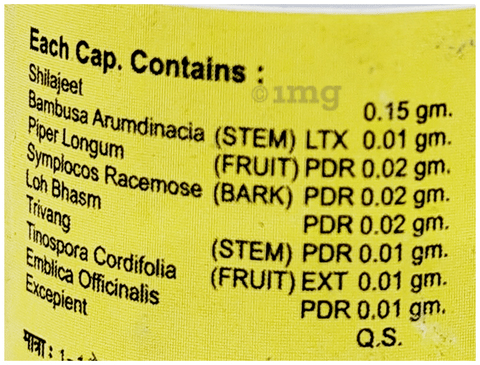 Each Cap. Contains :
Shilajeet 0.15 gm.
Bambusa Arumdinacia (STEM) LTX 0.01 gm.
Piper Longum (FRUIT) PDR 0.02 gm.
Symplocos Racemose (BARK) PDR 0.02 gm.
Loh Bhasm PDR 0.02 gm.
Trivang (STEM) PDR 0.01 gm.
Tinospora Cordifolia (FRUIT) EXT 0.01 gm.
Emblica Officinalis PDR 0.01 gm.
Excepient Q.S.
मात्रा :
©1mg